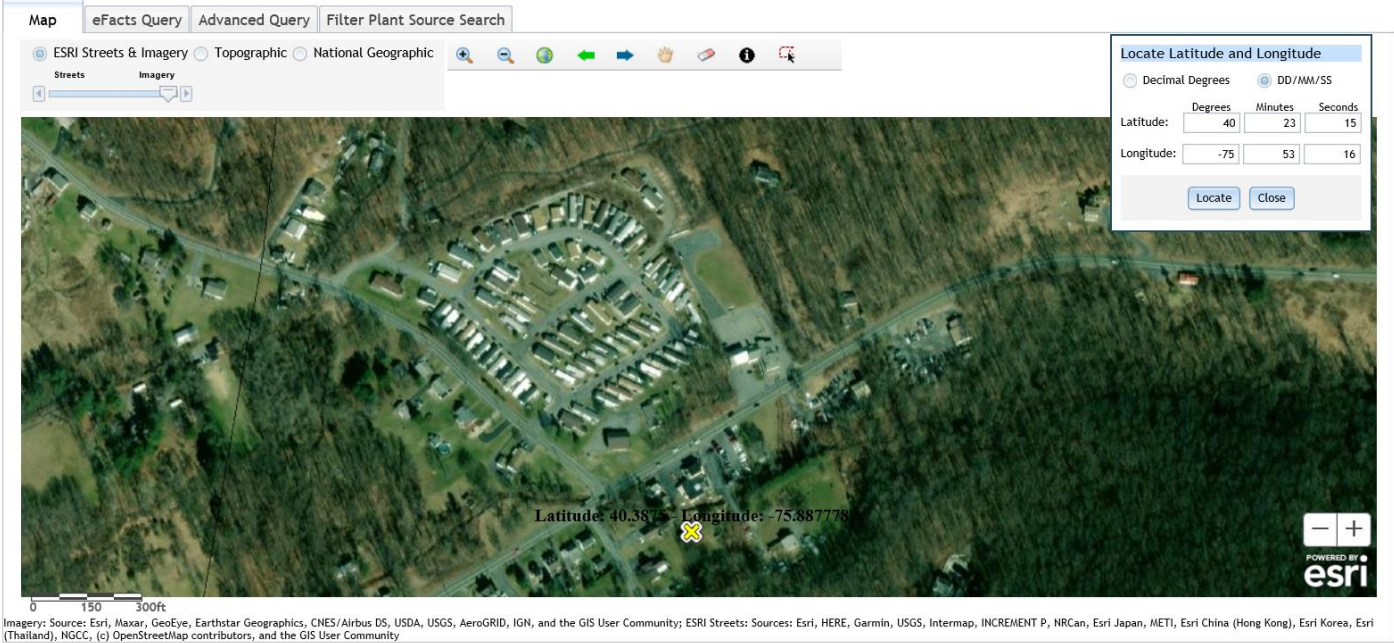 Map eFacts Query Advanced Query Filter Plant Source Search
ESRI Streets & Imagery Topographic National Geographic
Streets Imagery
Locate Latitude and Longitude
Decimal Degrees DD/MM/SS
Degrees Minutes Seconds
Latitude: 40 23 15
Longitude: -75 53 16
Locate Close
Latitude: 40.3875 - Longitude: -75.887778
POWERED BY
esri
0 150 300ft
Imagery: Source: Esri, Maxar, GeoEye, Earthstar Geographics, CNES/Airbus DS, USDA, USGS, AeroGRID, IGN, and the GIS User Community; ESRI Streets: Sources: Esri, HERE, Garmin, USGS, Intermap, INCREMENT P, NRCan, Esri Japan, METI, Esri China (Hong Kong), Esri Korea, Esri
(Thailand), NGCC, (c) OpenStreetMap contributors, and the GIS User Community